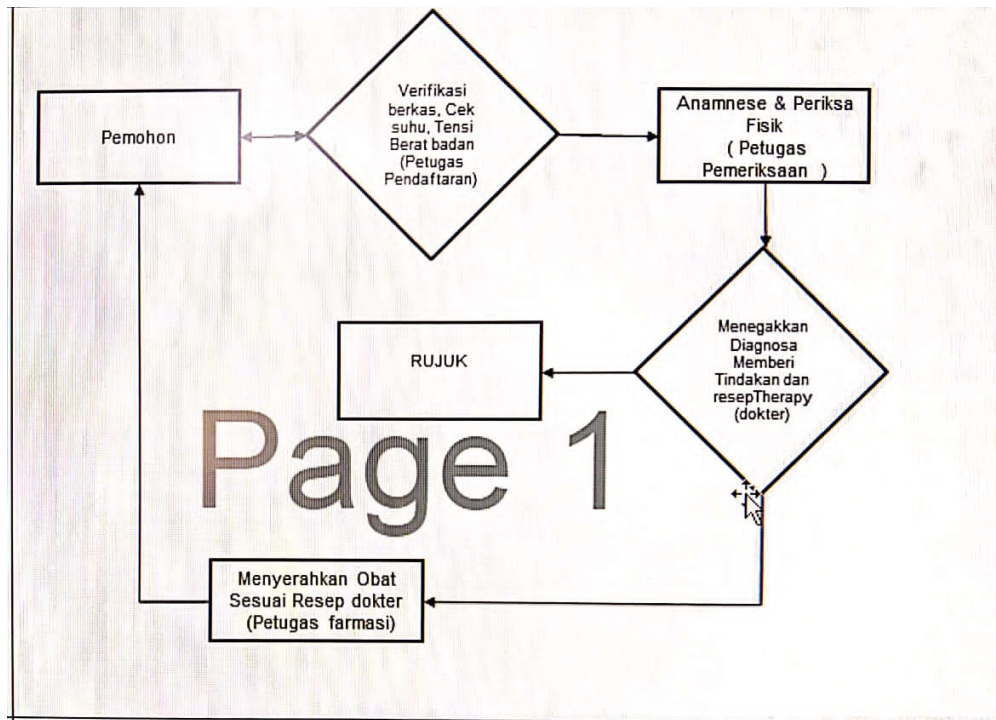 Pemohon
Verifikasi
berkas, Cek
suhu, Tensi
Berat badan
(Petugas
Pendaftaran)
Anamnese & Periksa
Fisik
( Petugas
Pemeriksaan )
Menegakkan
Diagnosa
Memberi
Tindakan dan
resepTherapy
(dokter)
RUJUK
Page 1
Menyerahkan Obat
Sesuai Resep dokter
(Petugas farmasi)